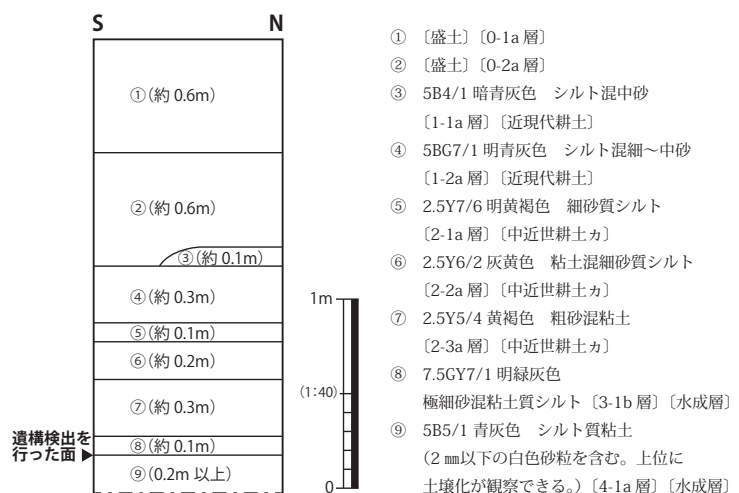 S N
①(約 0.6m)
②(約 0.6m)
③(約 0.1m)
④(約 0.3m)
⑤(約 0.1m)
⑥(約 0.2m)
⑦(約 0.3m)
⑧(約 0.1m)
⑨(0.2m 以上)
遺構検出を
行った面▶
1m
(1:40)
0
① 〔盛土〕〔0-1a 層〕
② 〔盛土〕〔0-2a 層〕
③ 5B4/1 暗青灰色 シルト混中砂
〔1-1a 層〕〔近現代耕土〕
④ 5BG7/1 明青灰色 シルト混細～中砂
〔1-2a 層〕〔近現代耕土〕
⑤ 2.5Y7/6 明黄褐色 細砂質シルト
〔2-1a 層〕〔中近世耕土ヵ〕
⑥ 2.5Y6/2 灰黄色 粘土混細砂質シルト
〔2-2a 層〕〔中近世耕土ヵ〕
⑦ 2.5Y5/4 黄褐色 粗砂混粘土
〔2-3a 層〕〔中近世耕土ヵ〕
⑧ 7.5GY7/1 明緑灰色
極細砂混粘土質シルト〔3-1b 層〕〔水成層〕
⑨ 5B5/1 青灰色 シルト質粘土
（2 ㎜以下の白色砂粒を含む。上位に
土壌化が観察できる。）〔4-1a 層〕〔水成層〕